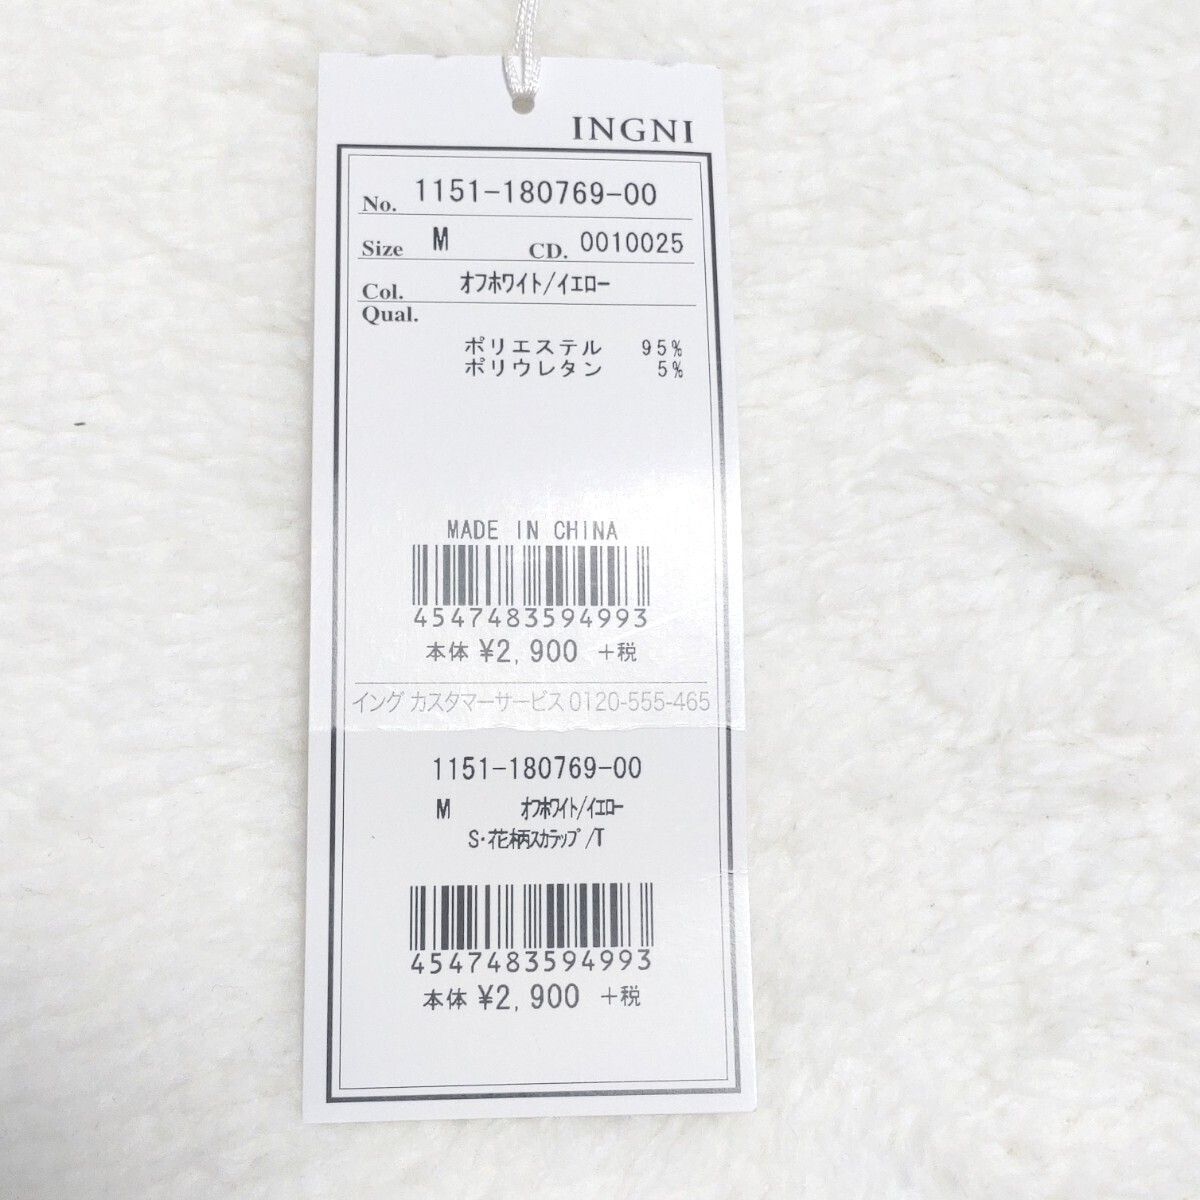 INGNI
No. 1151-180769-00
Size M CD. 0010025
Col. オフホワイト/イエロー
Qual.
ポリエステル 95%
ポリウレタン 5%
MADE IN CHINA
4547483594993
本体 ¥2,900 +税
イング カスタマーサービス 0120-555-465
1151-180769-00
M オフホワイト/イエロー
S・花柄スカラップ/T
4547483594993
本体 ¥2,900 +税